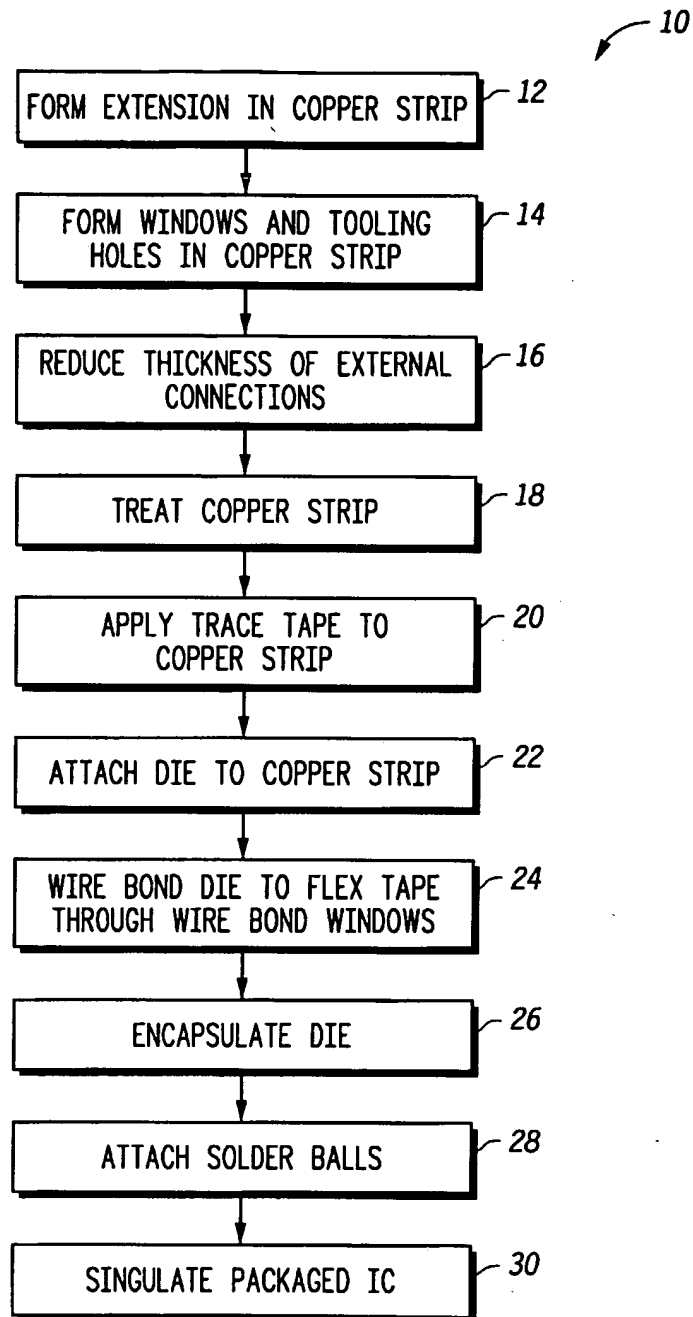 10
FORM EXTENSION IN COPPER STRIP
12
FORM WINDOWS AND TOOLING
HOLES IN COPPER STRIP
14
REDUCE THICKNESS OF EXTERNAL
CONNECTIONS
16
TREAT COPPER STRIP
18
APPLY TRACE TAPE TO
COPPER STRIP
20
ATTACH DIE TO COPPER STRIP
22
WIRE BOND DIE TO FLEX TAPE
THROUGH WIRE BOND WINDOWS
24
ENCAPSULATE DIE
26
ATTACH SOLDER BALLS
28
SINGULATE PACKAGED IC
30